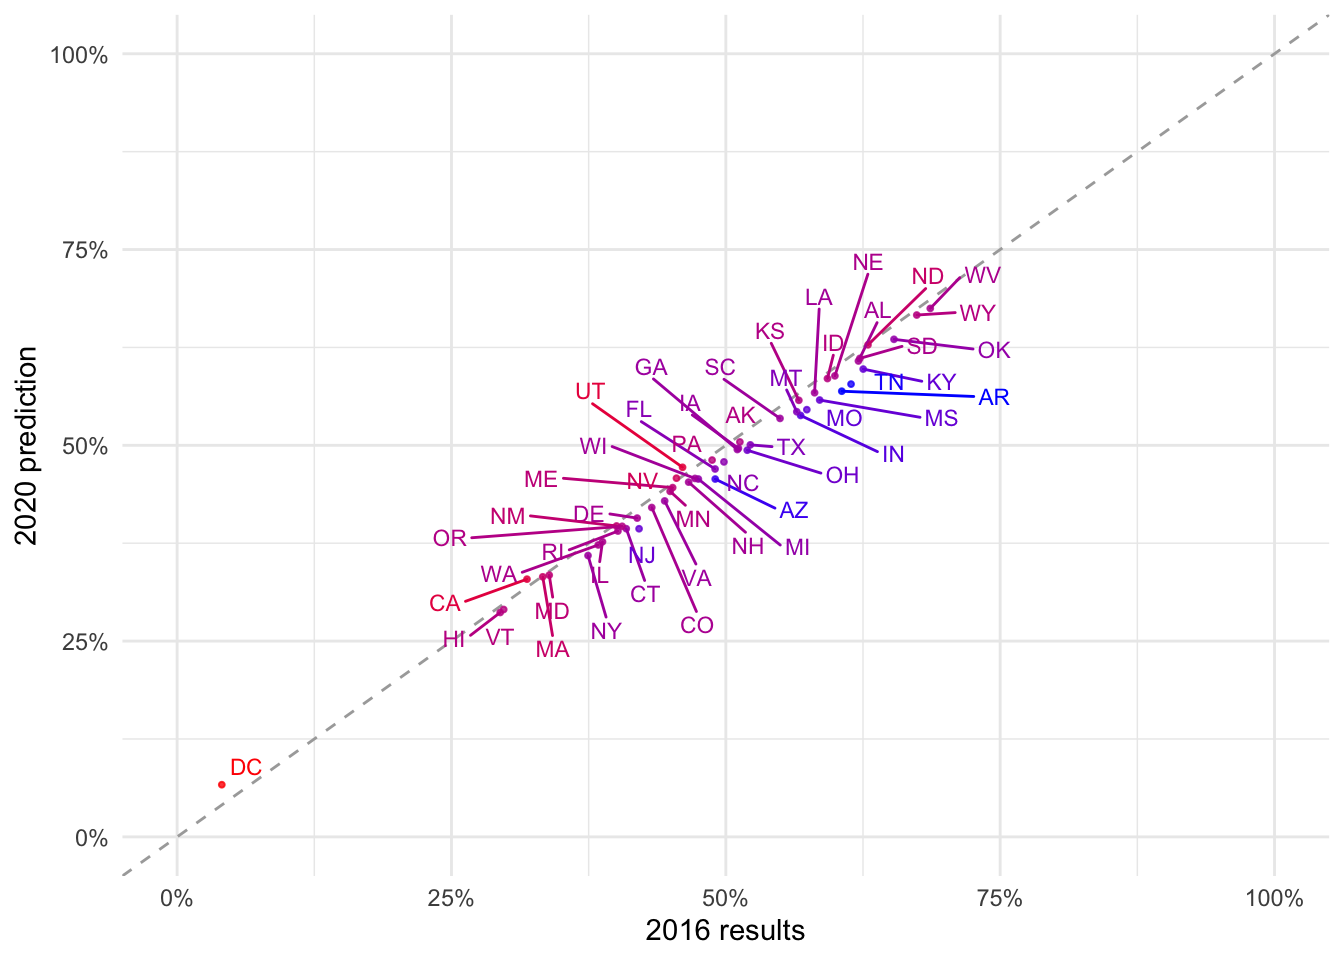 100%
75%
50%
25%
0%
2020 prediction
NE
ND
WV
LA
AL
WY
KS
ID
SD
OK
GA
SC
MT
TN
KY
UT
AR
FL
IA
AK
MO
MS
WI
PA
TX
IN
ME
NV
NC
OH
NM
DE
MN
AZ
OR
RI
NJ
NH
MI
WA
IL
VA
CT
CA
MD
NY
CO
HI
VT
MA
DC
0%
25%
50%
75%
100%
2016 results